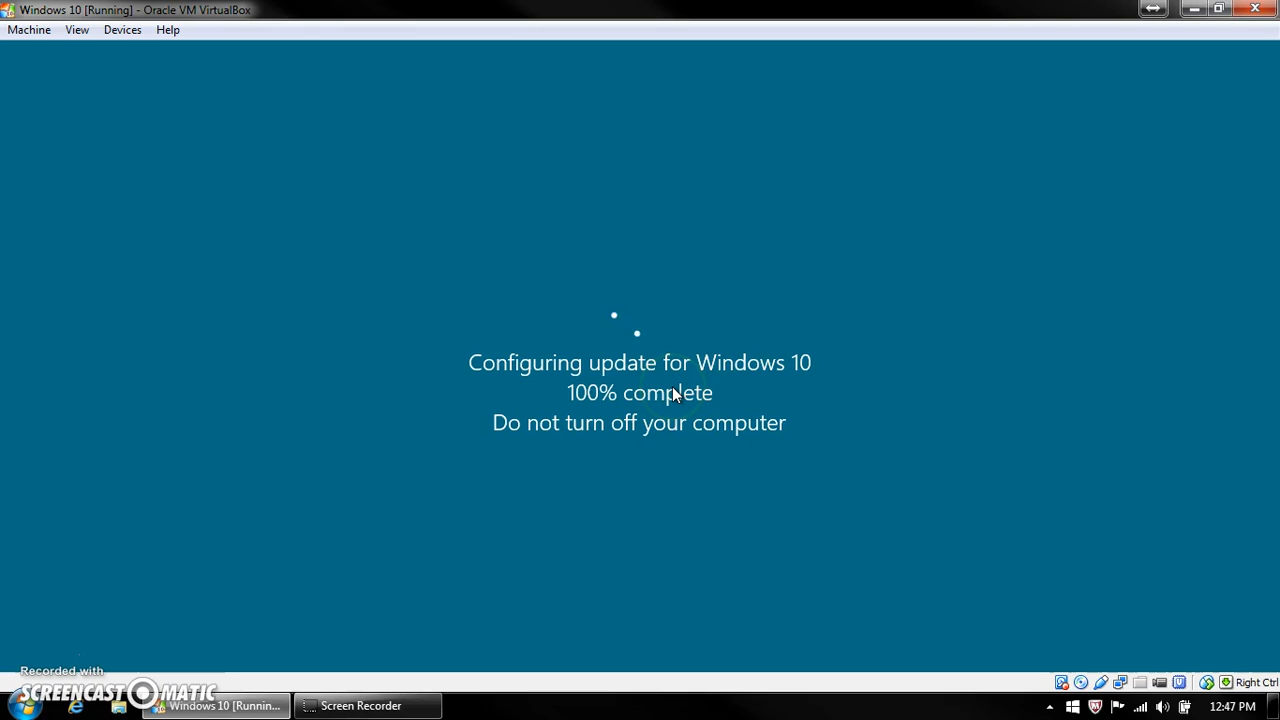 Windows 10 [Running] - Oracle VM VirtualBox
Machine View Devices Help
Configuring update for Windows 10
100% complete
Do not turn off your computer
Recorded with
SCREENCAST MATIC
Right Ctrl
Windows 10 [Runnin...
Screen Recorder
12:47 PM